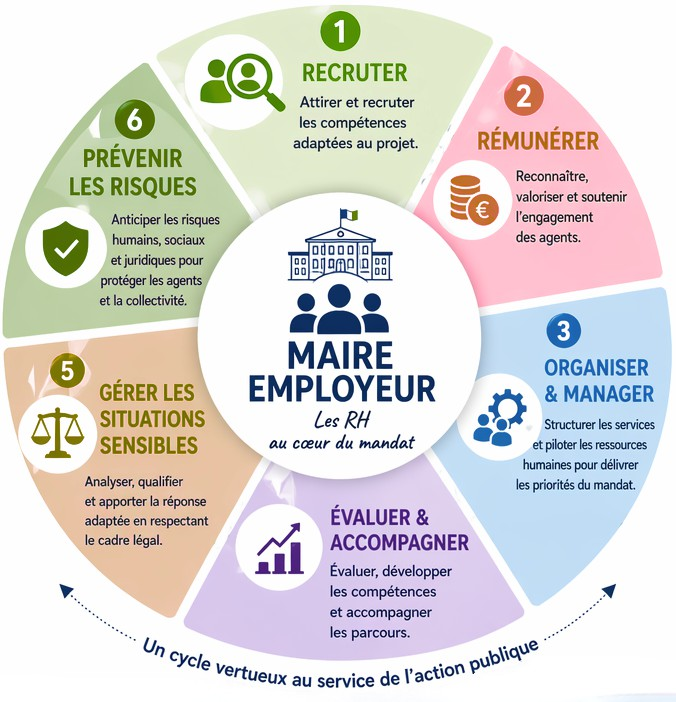 1
RECRUTER
Attirer et recruter
les compétences
adaptées au projet.
2
RÉMUNÉRER
Reconnaître,
valoriser et soutenir
l'engagement
des agents.
€
3
ORGANISER
& MANAGER
Structurer les services
et piloter les ressources
humaines pour délivrer
les priorités du mandat.
ÉVALUER &
ACCOMPAGNER
Évaluer, développer
les compétences
et accompagner
les parcours.
5
GÉRER LES
SITUATIONS
SENSIBLES
Analyser, qualifier
et apporter la réponse
adaptée en respectant
le cadre légal.
6
PRÉVENIR
LES RISQUES
Anticiper les risques
humains, sociaux
et juridiques pour
protéger les agents
et la collectivité.
MAIRE
EMPLOYEUR
Les RH
au cœur du mandat
Un cycle vertueux au service de l'action publique